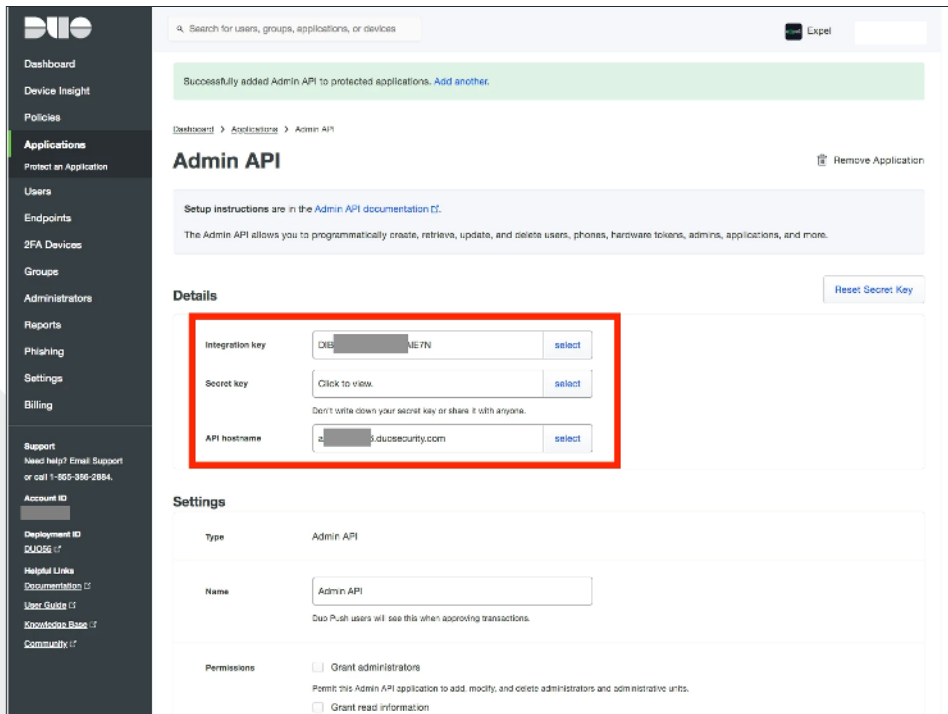 DUO
Search for users, groups, applications, or devices
Expel
Dashboard
Device Insight
Policies
Applications
Protect an Application
Users
Endpoints
2FA Devices
Groups
Administrators
Reports
Phishing
Settings
Billing
Support
Need help? Email Support
or call 1-855-386-2884.
Account ID
Deployment ID
DUO56
Helpful Links
Documentation
User Guide
Knowledge Base
Community
Successfully added Admin API to protected applications. Add another.
Dashboard > Applications > Admin API
Admin API
Remove Application
Setup instructions are in the Admin API documentation.
The Admin API allows you to programmatically create, retrieve, update, and delete users, phones, hardware tokens, admins, applications, and more.
Reset Secret Key
Details
Integration key DIB IE7N select
Secret key Click to view. select
Don't write down your secret key or share it with anyone.
API hostname a .duosecurity.com select
Settings
Type Admin API
Name Admin API
Duo Push users will see this when approving transactions.
Permissions Grant administrators
Permit this Admin API application to add, modify, and delete administrators and administrative units.
Grant read information